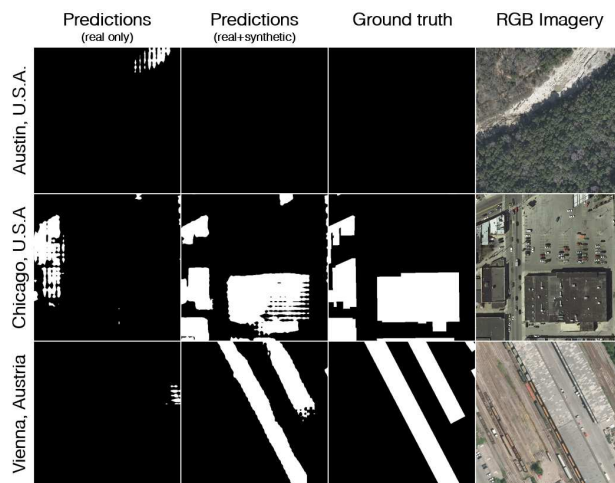 Predictions
(real only)
Predictions
(real+synthetic)
Ground truth
RGB Imagery
Austin, U.S.A.
Chicago, U.S.A
Vienna, Austria